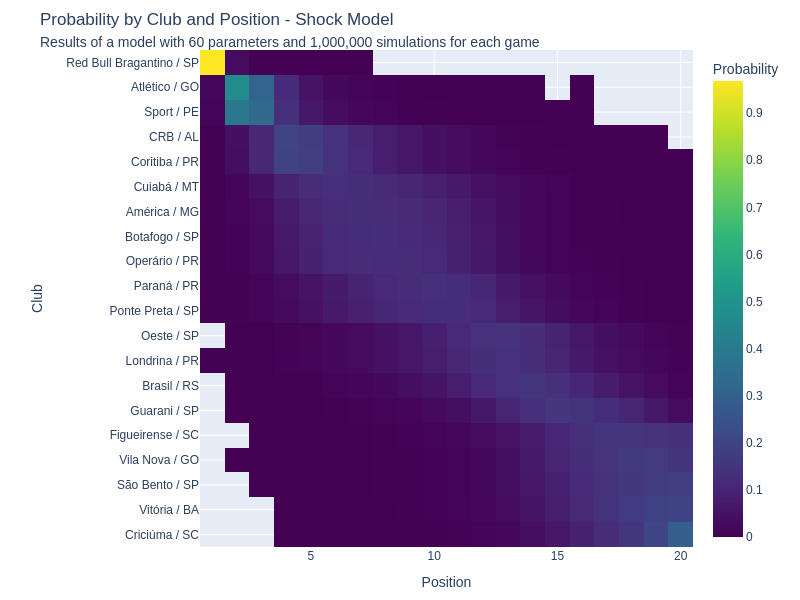 Probability by Club and Position - Shock Model
Results of a model with 60 parameters and 1,000,000 simulations for each game
Red Bull Bragantino / SP
Atlético / GO
Sport / PE
CRB / AL
Coritiba / PR
Cuiabá / MT
América / MG
Botafogo / SP
Operário / PR
Paraná / PR
Ponte Preta / SP
Oeste / SP
Londrina / PR
Brasil / RS
Guarani / SP
Figueirense / SC
Vila Nova / GO
São Bento / SP
Vitória / BA
Criciúma / SC
Club
5
10
15
20
Position
Probability
0.9
0.8
0.7
0.6
0.5
0.4
0.3
0.2
0.1
0